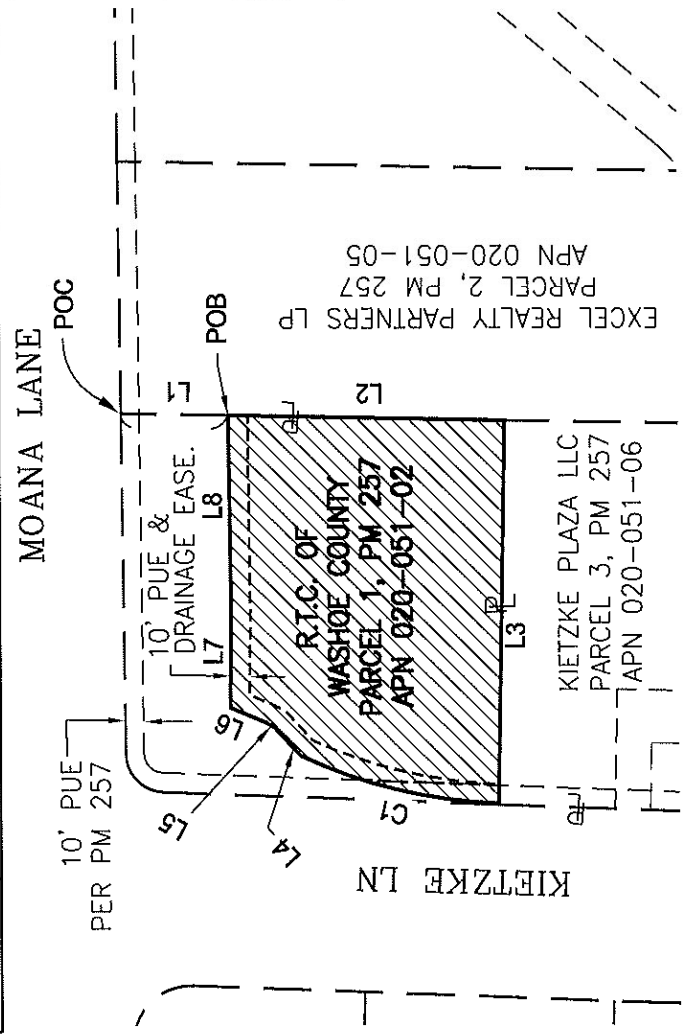 MOANA LANE
POC
10' PUE
PER PM 257
L1
POB
10' PUE &
DRAINAGE EASE.
L8
L7
L6
L5
L4
C1
L2
L3
R.T.C. OF
WASHOE COUNTY
PARCEL 1, PM 257
APN 020-051-02
EXCEL REALTY PARTNERS LP
PARCEL 2, PM 257
APN 020-051-05
KIETZKE PLAZA LLC
PARCEL 3, PM 257
APN 020-051-06
KIETZKE LN
PL
PL
PL